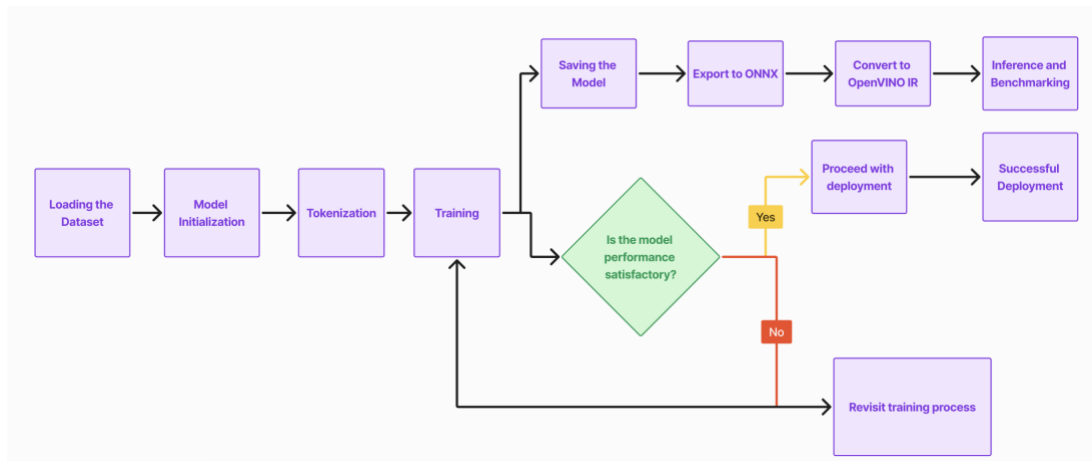 Loading the
Dataset
Model
Initialization
Tokenization
Training
Saving the
Model
Export to ONNX
Convert to
OpenVINO IR
Inference and
Benchmarking
Is the model
performance
satisfactory?
Yes
Proceed with
deployment
Successful
Deployment
No
Revisit training process